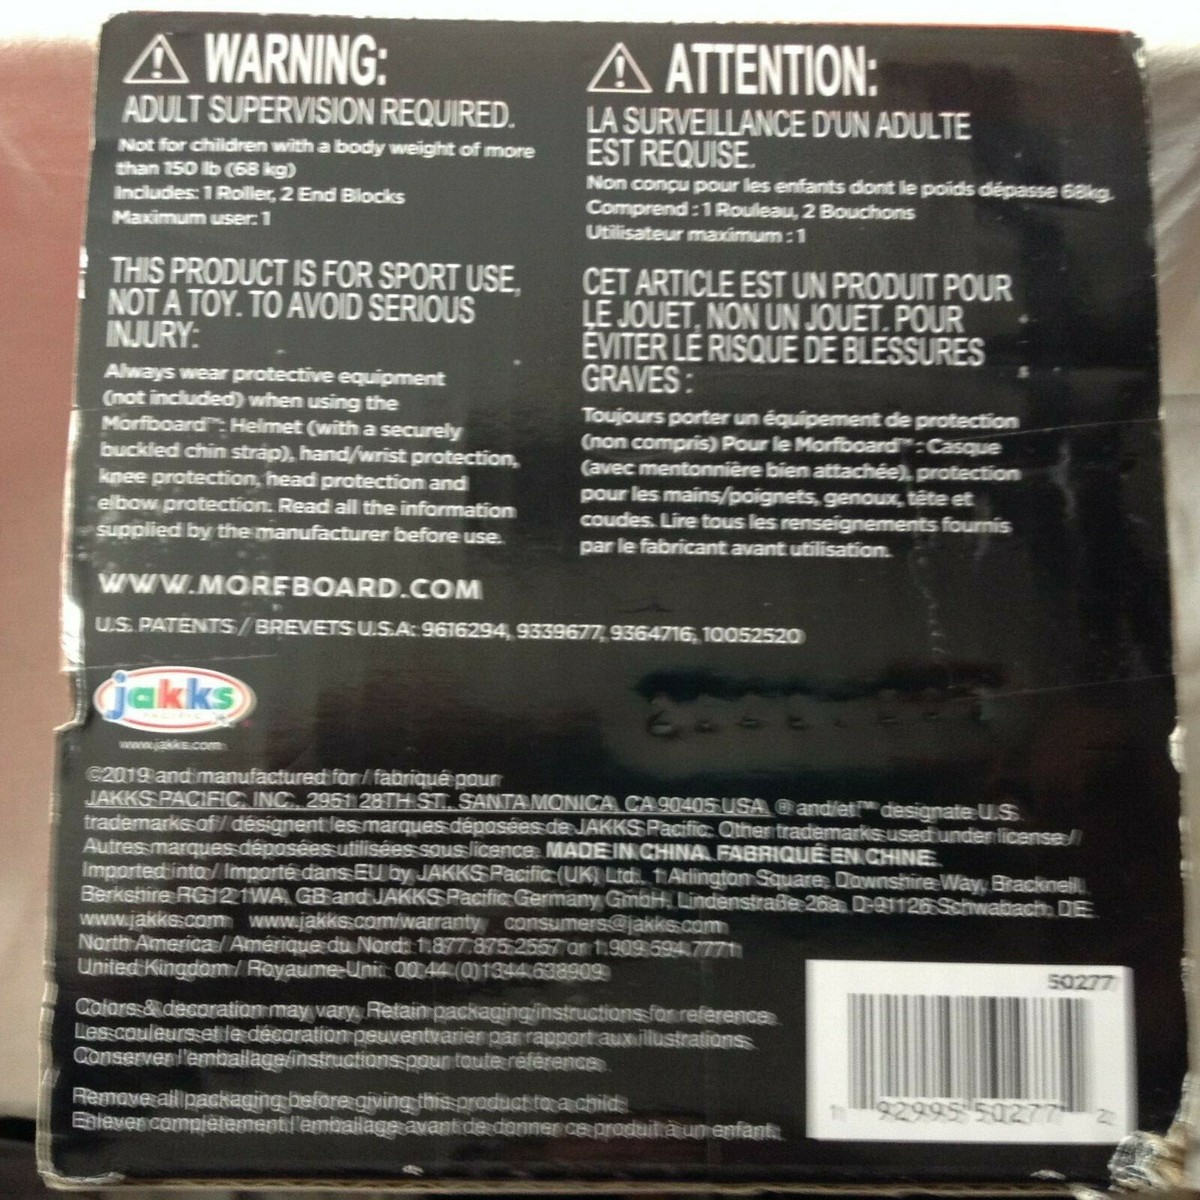 WARNING:
ADULT SUPERVISION REQUIRED.
Not for children with a body weight of more
than 150 lb (68 kg)
Includes: 1 Roller, 2 End Blocks
Maximum user: 1
THIS PRODUCT IS FOR SPORT USE,
NOT A TOY. TO AVOID SERIOUS
INJURY:
Always wear protective equipment
(not included) when using the
Morfboard™: Helmet (with a securely
buckled chin strap), hand/wrist protection,
knee protection, head protection and
elbow protection. Read all the information
supplied by the manufacturer before use.
ATTENTION:
LA SURVEILLANCE D'UN ADULTE
EST REQUISE.
Non conçu pour les enfants dont le poids dépasse 68kg.
Comprend : 1 Rouleau, 2 Bouchons
Utilisateur maximum : 1
CET ARTICLE EST UN PRODUIT POUR
LE JOUET, NON UN JOUET. POUR
ÉVITER LE RISQUE DE BLESSURES
GRAVES :
Toujours porter un équipement de protection
(non compris) Pour le Morfboard™ : Casque
(avec mentonnière bien attachée), protection
pour les mains/poignets, genoux, tête et
coudes. Lire tous les renseignements fournis
par le fabricant avant utilisation.
WWW.MORFBOARD.COM
U.S. PATENTS / BREVETS U.S.A: 9616294, 9339677, 9364716, 10052520
jakks
PACIFIC
www.jakks.com
©2019 and manufactured for / fabriqué pour
JAKKS PACIFIC, INC., 2951 28TH ST., SANTA MONICA, CA 90405 USA. ® and/et ™ designate U.S.
trademarks of / désignent les marques déposées de JAKKS Pacific. Other trademarks used under license /
Autres marques déposées utilisées sous licence. MADE IN CHINA. FABRIQUÉ EN CHINE.
Imported into / Importé dans EU by JAKKS Pacific (UK) Ltd., 1 Arlington Square, Downshire Way, Bracknell,
Berkshire RG12 1WA, GB and JAKKS Pacific Germany GmbH, Lindenstraße 26a, D-91126 Schwabach, DE.
www.jakks.com www.jakks.com/warranty consumers@jakks.com
North America / Amérique du Nord: 1.877.875.2557 or 1.909.594.7771
United Kingdom / Royaume-Uni: 00 44 (0)1344 638909
Colors & decoration may vary. Retain packaging/instructions for reference.
Les couleurs et la décoration peuventvarier par rapport aux illustrations.
Conserver l'emballage/instructions pour toute référence.
Remove all packaging before giving this product to a child.
Enlever complètement l'emballage avant de donner ce produit à un enfant.
50277
1 92995 50277 2